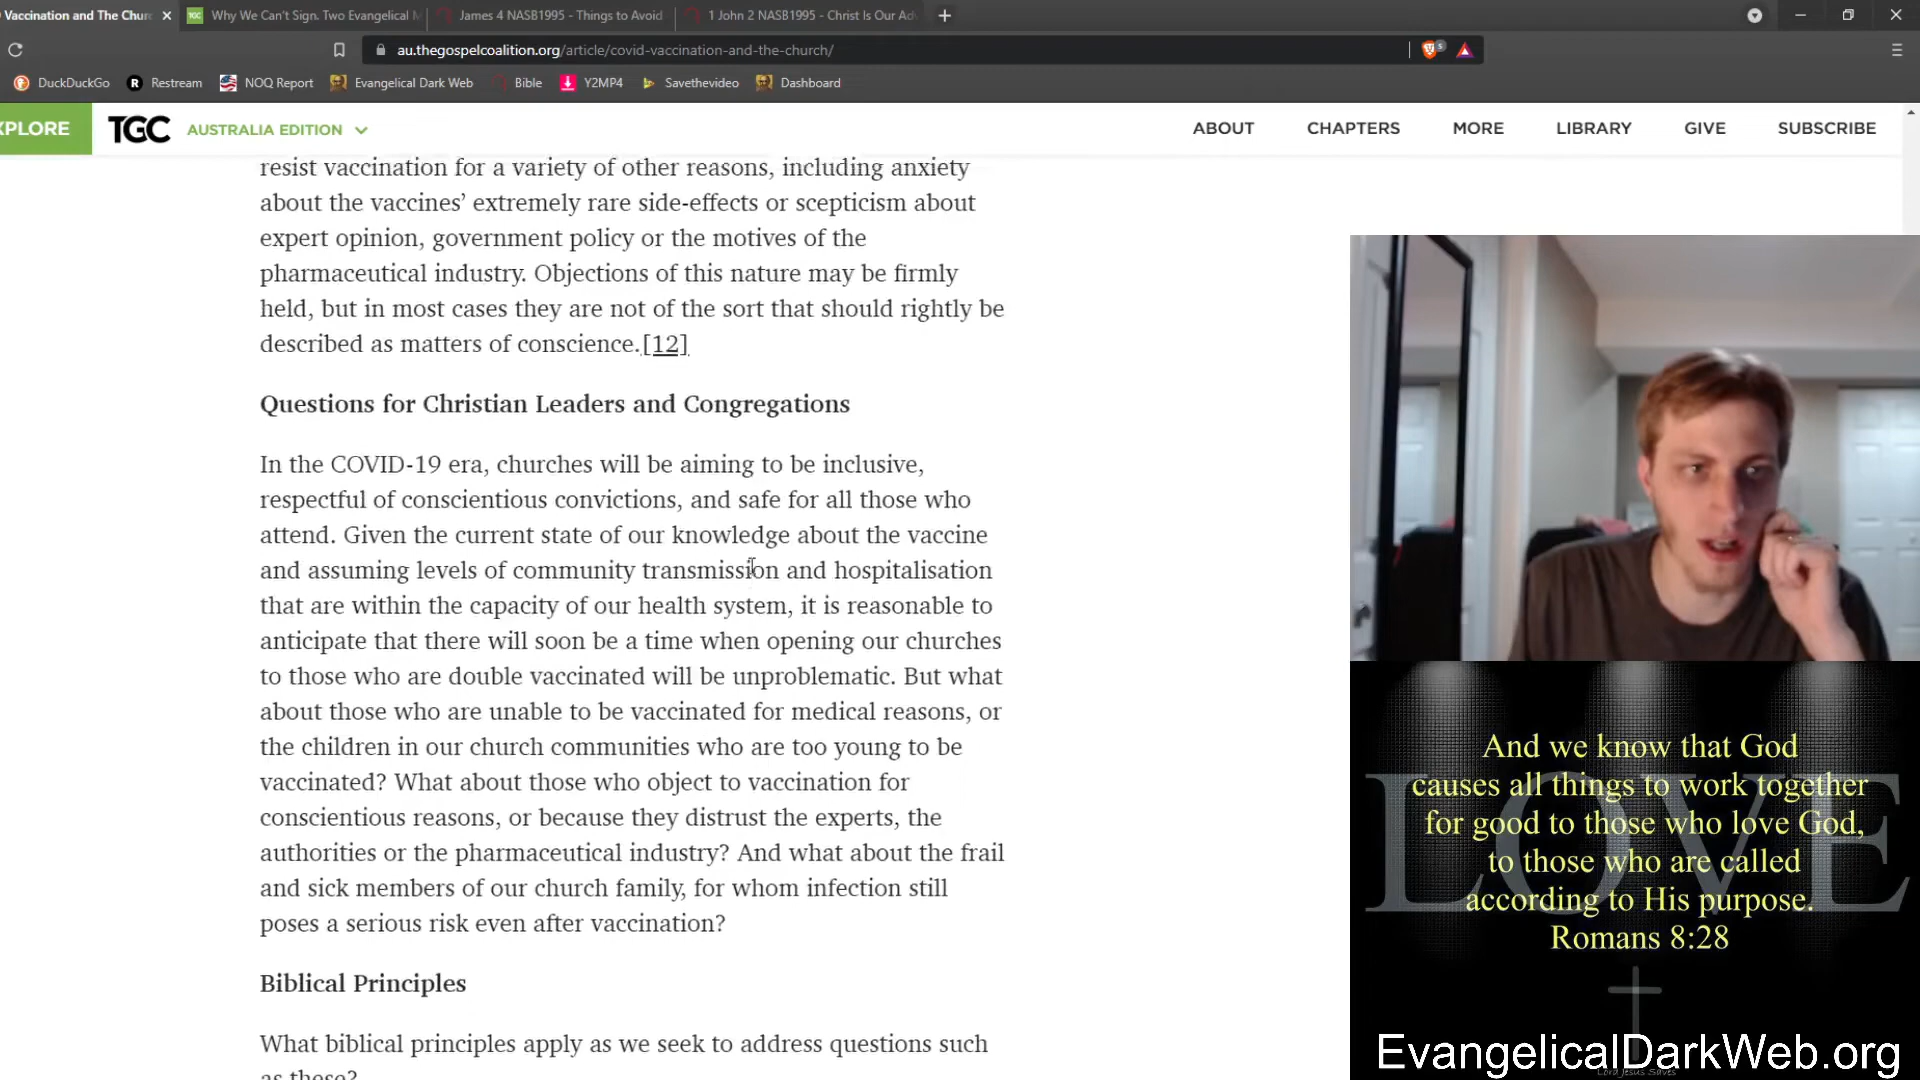 Vaccination and The Churc
Why We Can't Sign. Two Evangelical M
James 4 NASB1995 - Things to Avoid
1 John 2 NASB1995 - Christ Is Our Adv
au.thegospelcoalition.org/article/covid-vaccination-and-the-church/
5
DuckDuckGo
Restream
NOQ Report
Evangelical Dark Web
Bible
Y2MP4
Savethevideo
Dashboard
XPLORE
TGC
AUSTRALIA EDITION
ABOUT
CHAPTERS
MORE
LIBRARY
GIVE
SUBSCRIBE
resist vaccination for a variety of other reasons, including anxiety
about the vaccines’ extremely rare side-effects or scepticism about
expert opinion, government policy or the motives of the
pharmaceutical industry. Objections of this nature may be firmly
held, but in most cases they are not of the sort that should rightly be
described as matters of conscience.[12]
Questions for Christian Leaders and Congregations
In the COVID-19 era, churches will be aiming to be inclusive,
respectful of conscientious convictions, and safe for all those who
attend. Given the current state of our knowledge about the vaccine
and assuming levels of community transmission and hospitalisation
that are within the capacity of our health system, it is reasonable to
anticipate that there will soon be a time when opening our churches
to those who are double vaccinated will be unproblematic. But what
about those who are unable to be vaccinated for medical reasons, or
the children in our church communities who are too young to be
vaccinated? What about those who object to vaccination for
conscientious reasons, or because they distrust the experts, the
authorities or the pharmaceutical industry? And what about the frail
and sick members of our church family, for whom infection still
poses a serious risk even after vaccination?
Biblical Principles
What biblical principles apply as we seek to address questions such
as these?
LOVE
And we know that God
causes all things to work together
for good to those who love God,
to those who are called
according to His purpose.
Romans 8:28
EvangelicalDarkWeb.org
Lord Jesus Saves